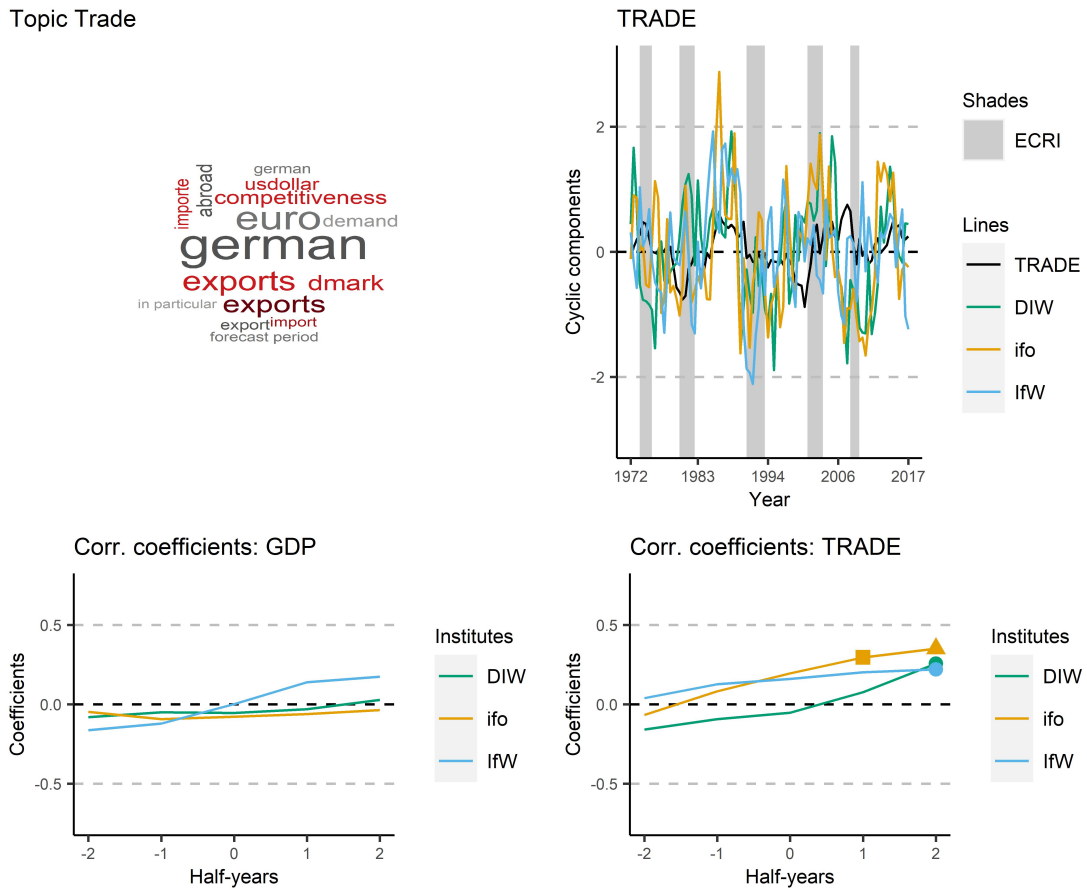 Topic Trade
german
usdollar
competitiveness
importe
abroad
euro
demand
german
exports
dmark
in particular
exports
export
import
forecast period
TRADE
Cyclic components
2
0
-2
1972
1983
1994
2006
2017
Year
Shades
ECRI
Lines
TRADE
DIW
ifo
IfW
Corr. coefficients: GDP
Coefficients
0.5
0.0
-0.5
-2
-1
0
1
2
Half-years
Institutes
DIW
ifo
IfW
Corr. coefficients: TRADE
Coefficients
0.5
0.0
-0.5
-2
-1
0
1
2
Half-years
Institutes
DIW
ifo
IfW